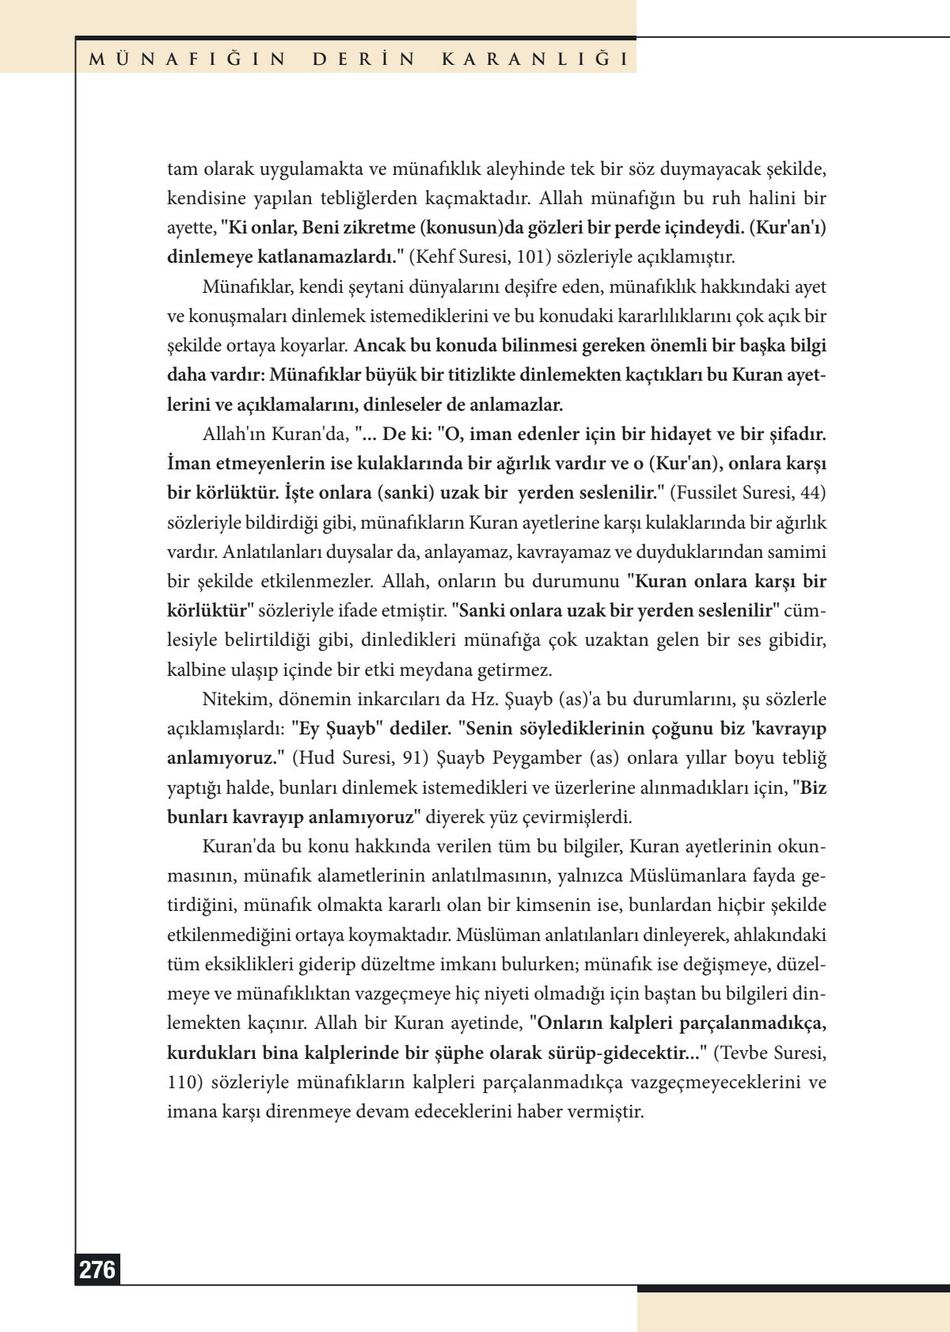 MÜNAFIĞIN DERİN KARANLIĞI
tam olarak uygulamakta ve münafıklık aleyhinde tek bir söz duymayacak şekilde,
kendisine yapılan tebliğlerden kaçmaktadır. Allah münafığın bu ruh halini bir
ayette, "Ki onlar, Beni zikretme (konusun)da gözleri bir perde içindeydi. (Kur'an'ı)
dinlemeye katlanamazlardı." (Kehf Suresi, 101) sözleriyle açıklamıştır.
Münafıklar, kendi şeytani dünyalarını deşifre eden, münafıklık hakkındaki ayet
ve konuşmaları dinlemek istemediklerini ve bu konudaki kararlılıklarını çok açık bir
şekilde ortaya koyarlar. Ancak bu konuda bilinmesi gereken önemli bir başka bilgi
daha vardır: Münafıklar büyük bir titizlikte dinlemekten kaçtıkları bu Kuran ayet-
lerini ve açıklamalarını, dinleseler de anlamazlar.
Allah'ın Kuran'da, "... De ki: "O, iman edenler için bir hidayet ve bir şifadır.
İman etmeyenlerin ise kulaklarında bir ağırlık vardır ve o (Kur'an), onlara karşı
bir körlüktür. İşte onlara (sanki) uzak bir yerden seslenilir." (Fussilet Suresi, 44)
sözleriyle bildirdiği gibi, münafıkların Kuran ayetlerine karşı kulaklarında bir ağırlık
vardır. Anlatılanları duysalar da, anlayamaz, kavrayamaz ve duyduklarından samimi
bir şekilde etkilenmezler. Allah, onların bu durumunu "Kuran onlara karşı bir
körlüktür" sözleriyle ifade etmiştir. "Sanki onlara uzak bir yerden seslenilir" cüm-
lesiyle belirtildiği gibi, dinledikleri münafığa çok uzaktan gelen bir ses gibidir,
kalbine ulaşıp içinde bir etki meydana getirmez.
Nitekim, dönemin inkarcıları da Hz. Şuayb (as)'a bu durumlarını, şu sözlerle
açıklamışlardı: "Ey Şuayb" dediler. "Senin söylediklerinin çoğunu biz 'kavrayıp
anlamıyoruz." (Hud Suresi, 91) Şuayb Peygamber (as) onlara yıllar boyu tebliğ
yaptığı halde, bunları dinlemek istemedikleri ve üzerlerine alınmadıkları için, "Biz
bunları kavrayıp anlamıyoruz" diyerek yüz çevirmişlerdi.
Kuran'da bu konu hakkında verilen tüm bu bilgiler, Kuran ayetlerinin okun-
masının, münafık alametlerinin anlatılmasının, yalnızca Müslümanlara fayda ge-
tirdiğini, münafık olmakta kararlı olan bir kimsenin ise, bunlardan hiçbir şekilde
etkilenmediğini ortaya koymaktadır. Müslüman anlatılanları dinleyerek, ahlakındaki
tüm eksiklikleri giderip düzeltme imkanı bulurken; münafık ise değişmeye, düzel-
meye ve münafıklıktan vazgeçmeye hiç niyeti olmadığı için baştan bu bilgileri din-
lemekten kaçınır. Allah bir Kuran ayetinde, "Onların kalpleri parçalanmadıkça,
kurdukları bina kalplerinde bir şüphe olarak sürüp-gidecektir..." (Tevbe Suresi,
110) sözleriyle münafıkların kalpleri parçalanmadıkça vazgeçmeyeceklerini ve
imana karşı direnmeye devam edeceklerini haber vermiştir.
276